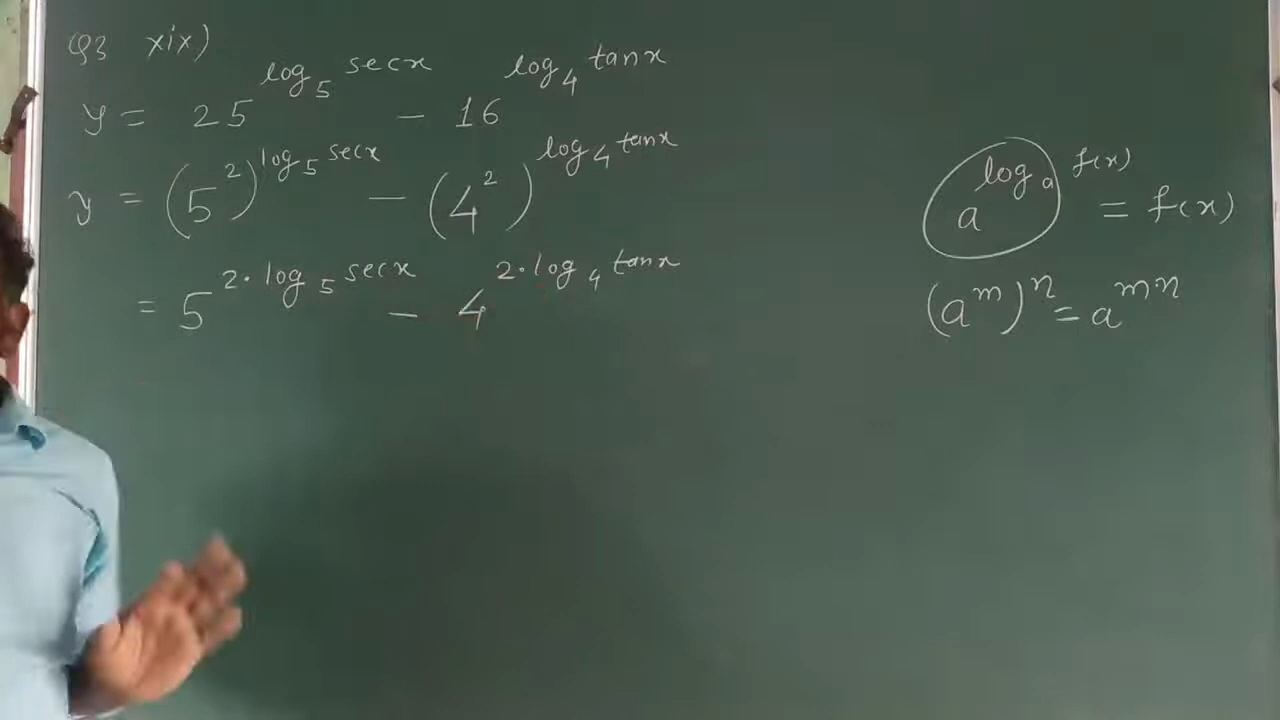 Q3 xix)
y = 25^{log_5 secx} - 16^{log_4 tanx}
y = (5^2)^{log_5 secx} - (4^2)^{log_4 tanx}
= 5^{2·log_5 secx} - 4^{2·log_4 tanx}
a^{log_a f(x)} = f(x)
(a^m)^n = a^{mn}